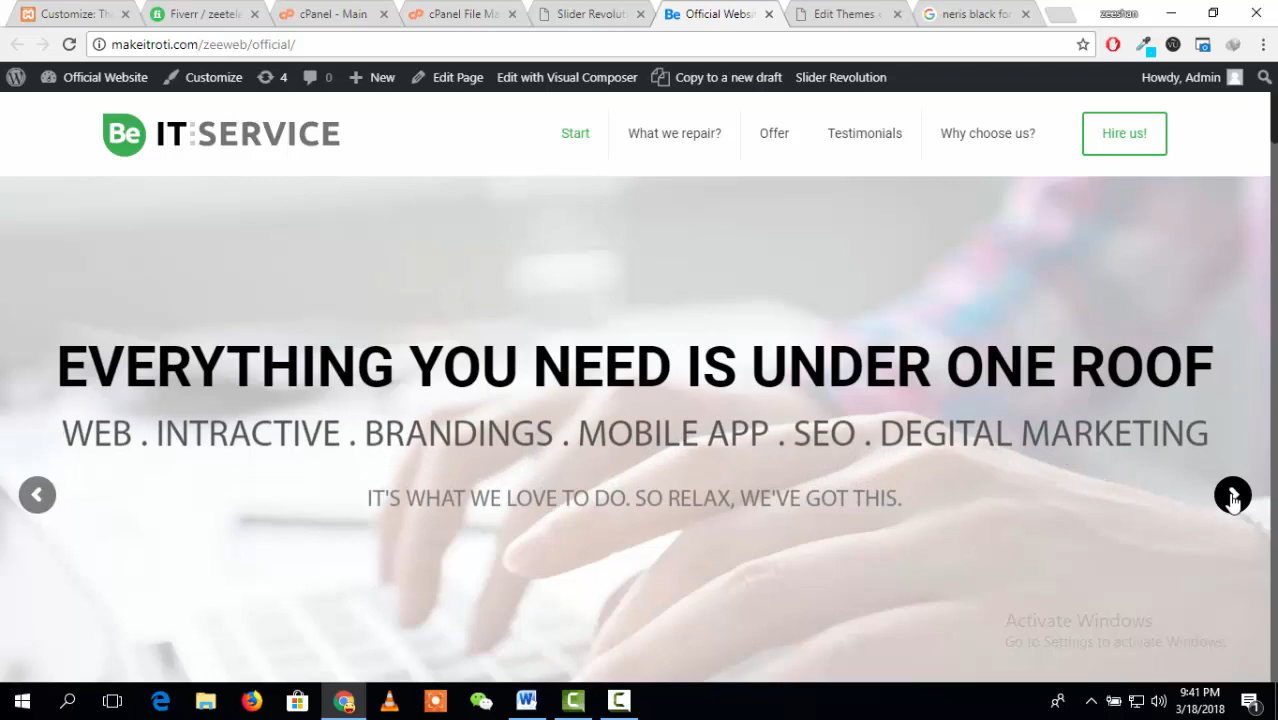 Customize: Th
Fiverr / zeetele
cPanel - Main
cPanel File Ma
Slider Revoluti
Official Websi
Edit Themes
neris black for
zeeshan
makeitroti.com/zeeweb/official/
Official Website
Customize
4
0
New
Edit Page
Edit with Visual Composer
Copy to a new draft
Slider Revolution
Howdy, Admin
Be IT SERVICE
Start
What we repair?
Offer
Testimonials
Why choose us?
Hire us!
EVERYTHING YOU NEED IS UNDER ONE ROOF
WEB . INTRACTIVE . BRANDINGS . MOBILE APP . SEO . DEGITAL MARKETING
IT'S WHAT WE LOVE TO DO. SO RELAX, WE'VE GOT THIS.
Activate Windows
Go to Settings to activate Windows.
9:41 PM
3/18/2018